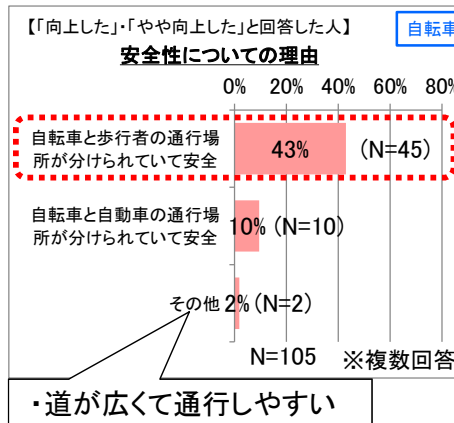 【「向上した」・「やや向上した」と回答した人】
自転車
安全性についての理由
0% 20% 40% 60% 80%
自転車と歩行者の通行場
所が分けられていて安全
43% (N=45)
自転車と自動車の通行場
所が分けられていて安全
10% (N=10)
その他 2% (N=2)
N=105 ※複数回答
・道が広くて通行しやすい